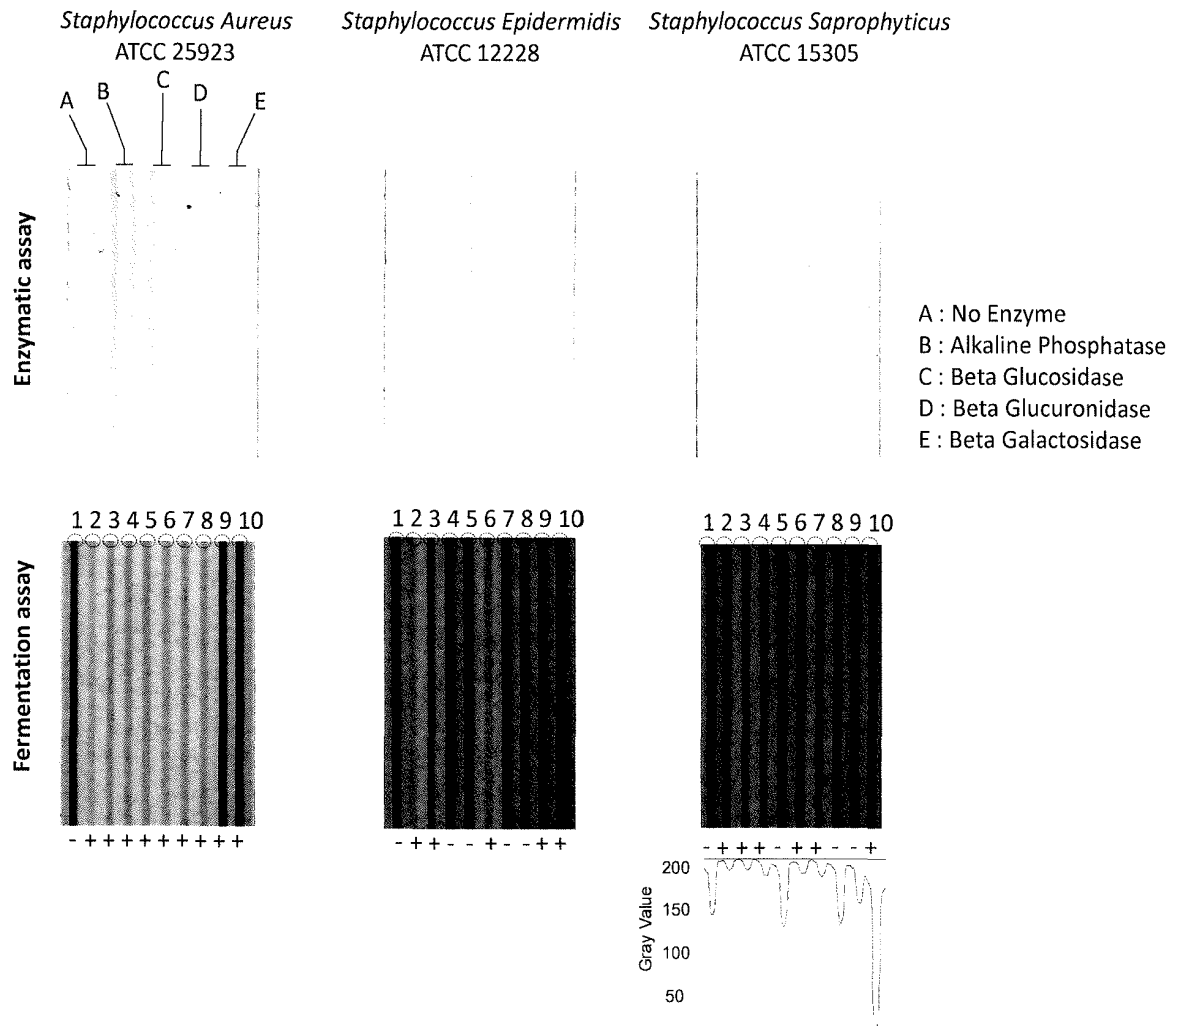 Staphylococcus Aureus
ATCC 25923
Staphylococcus Epidermidis
ATCC 12228
Staphylococcus Saprophyticus
ATCC 15305
A B C D E
Enzymatic assay
A : No Enzyme
B : Alkaline Phosphatase
C : Beta Glucosidase
D : Beta Glucuronidase
E : Beta Galactosidase
Fermentation assay
1 2 3 4 5 6 7 8 9 10
- + + + + + + + + +
1 2 3 4 5 6 7 8 9 10
- + + - - + - - + +
1 2 3 4 5 6 7 8 9 10
- + + + - + + - - +
Gray Value
200
150
100
50